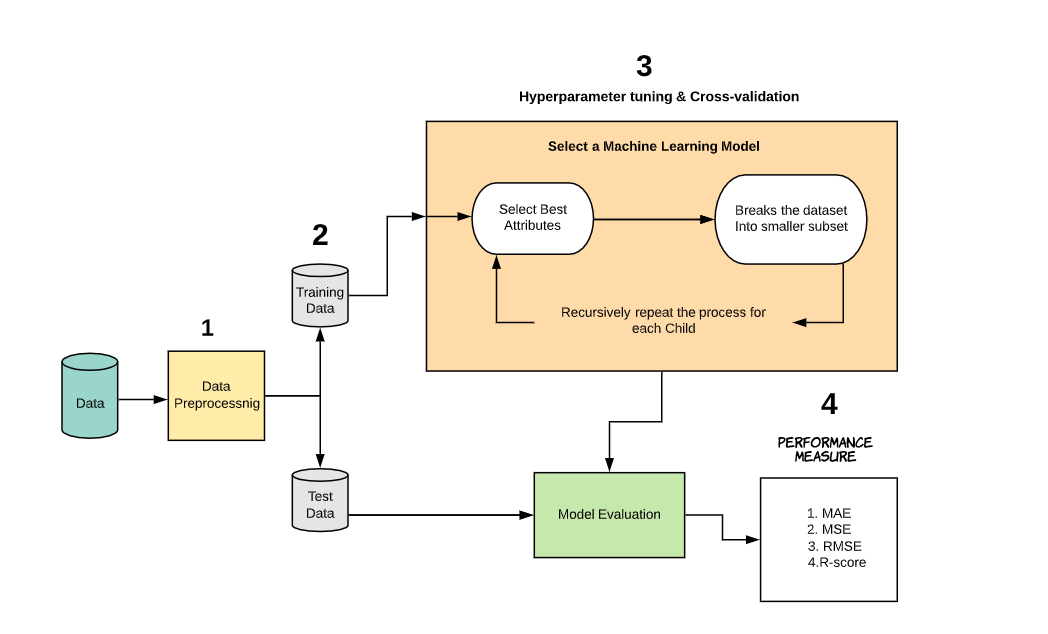 3
Hyperparameter tuning & Cross-validation
Select a Machine Learning Model
Select Best
Attributes
Breaks the dataset
Into smaller subset
Recursively repeat the process for
each Child
2
Training
Data
1
Data
Data
Preprocessnig
Test
Data
Model Evaluation
4
PERFORMANCE
MEASURE
1. MAE
2. MSE
3. RMSE
4.R-score